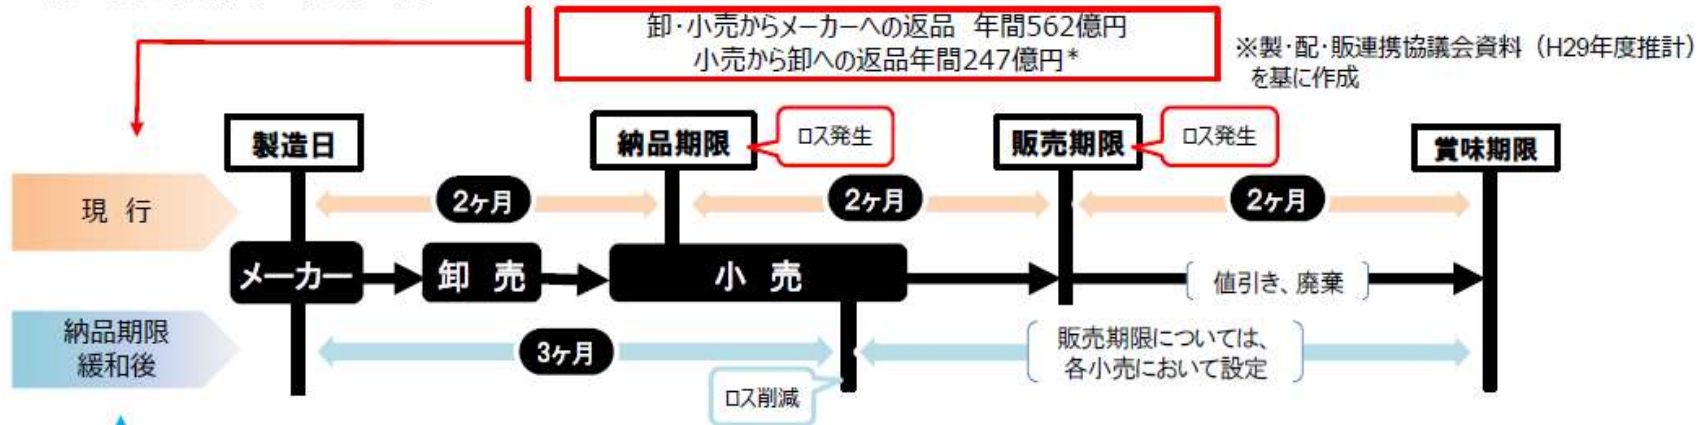 卸・小売からメーカーへの返品 年間562億円
小売から卸への返品年間247億円*
※製・配・販連携協議会資料（H29年度推計）
を基に作成
製造日
納品期限
ロス発生
販売期限
ロス発生
賞味期限
現 行
2ヶ月
2ヶ月
2ヶ月
メーカー
卸 売
小 売
値引き、廃棄
納品期限
緩和後
3ヶ月
販売期限については、
各小売において設定
ロス削減